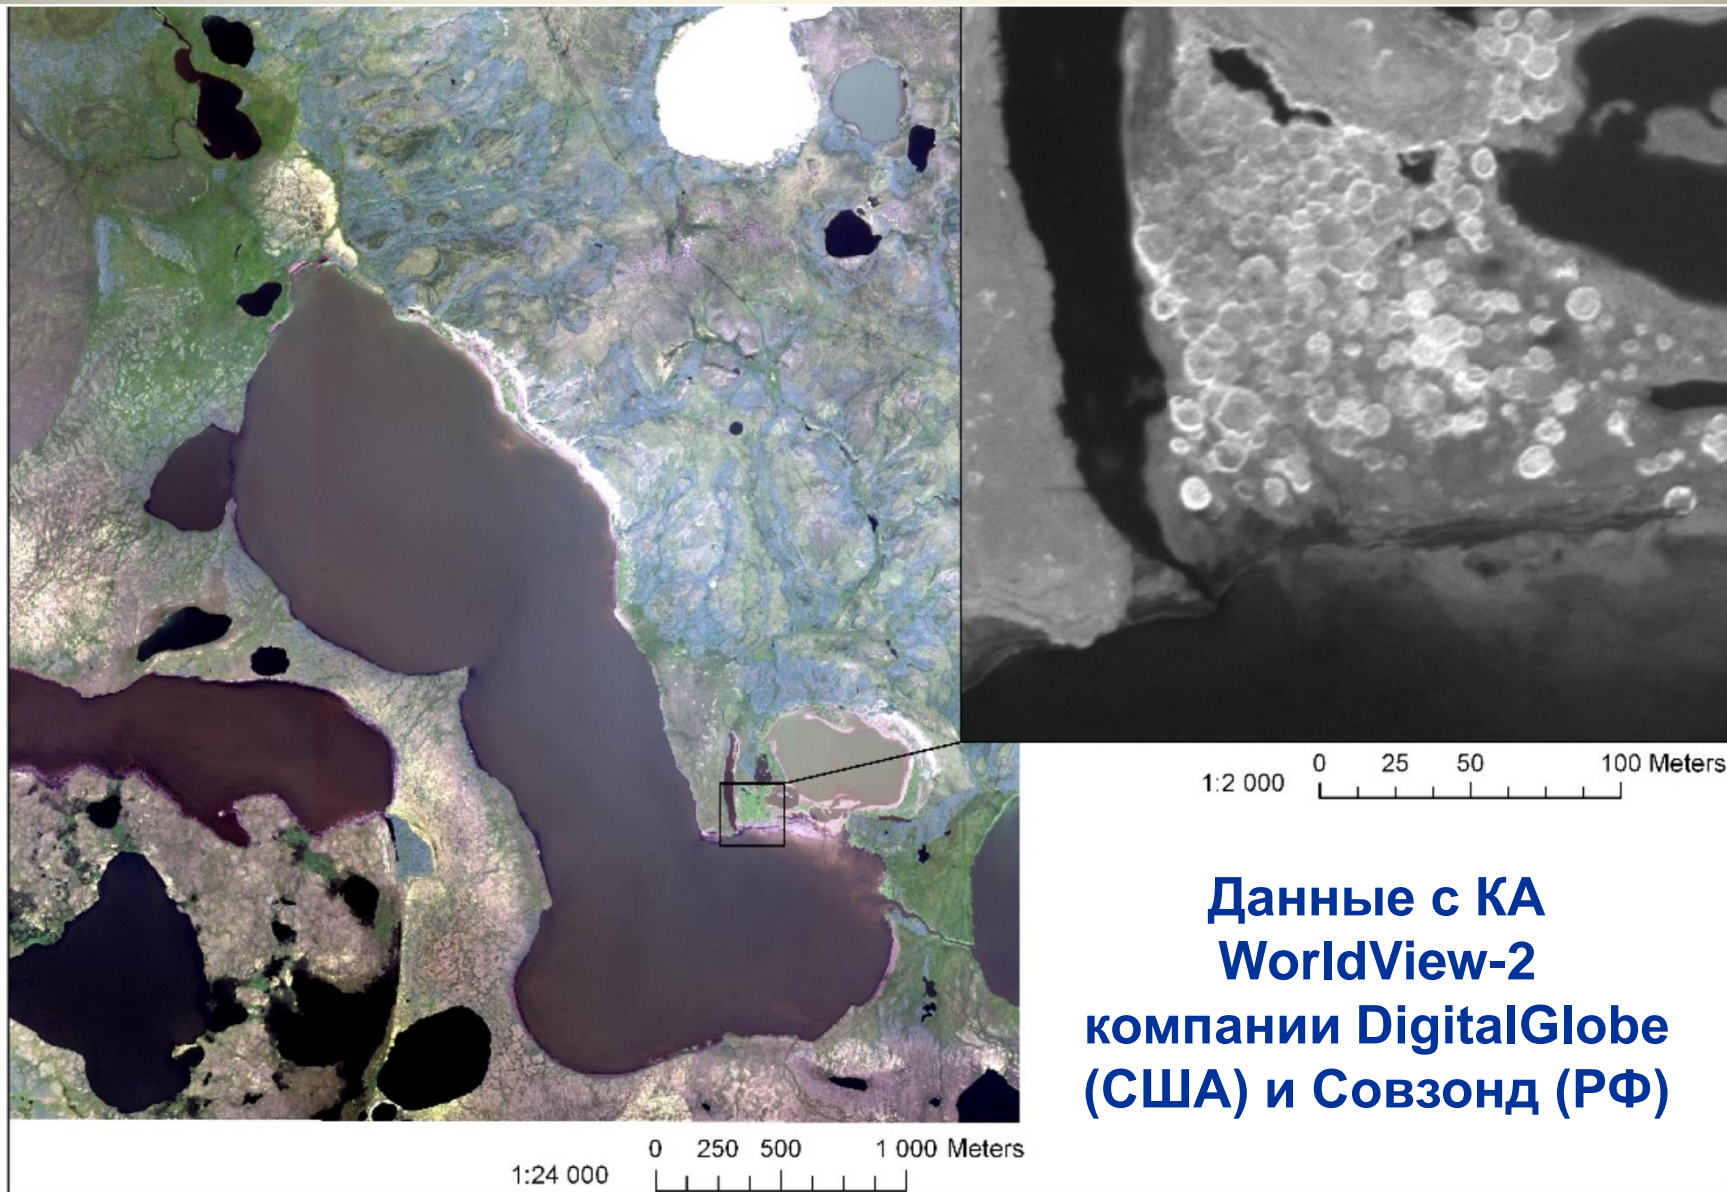 0 25 50 100 Meters
1:2 000
Данные с КА
WorldView-2
компании DigitalGlobe
(США) и Совзонд (РФ)
0 250 500 1 000 Meters
1:24 000